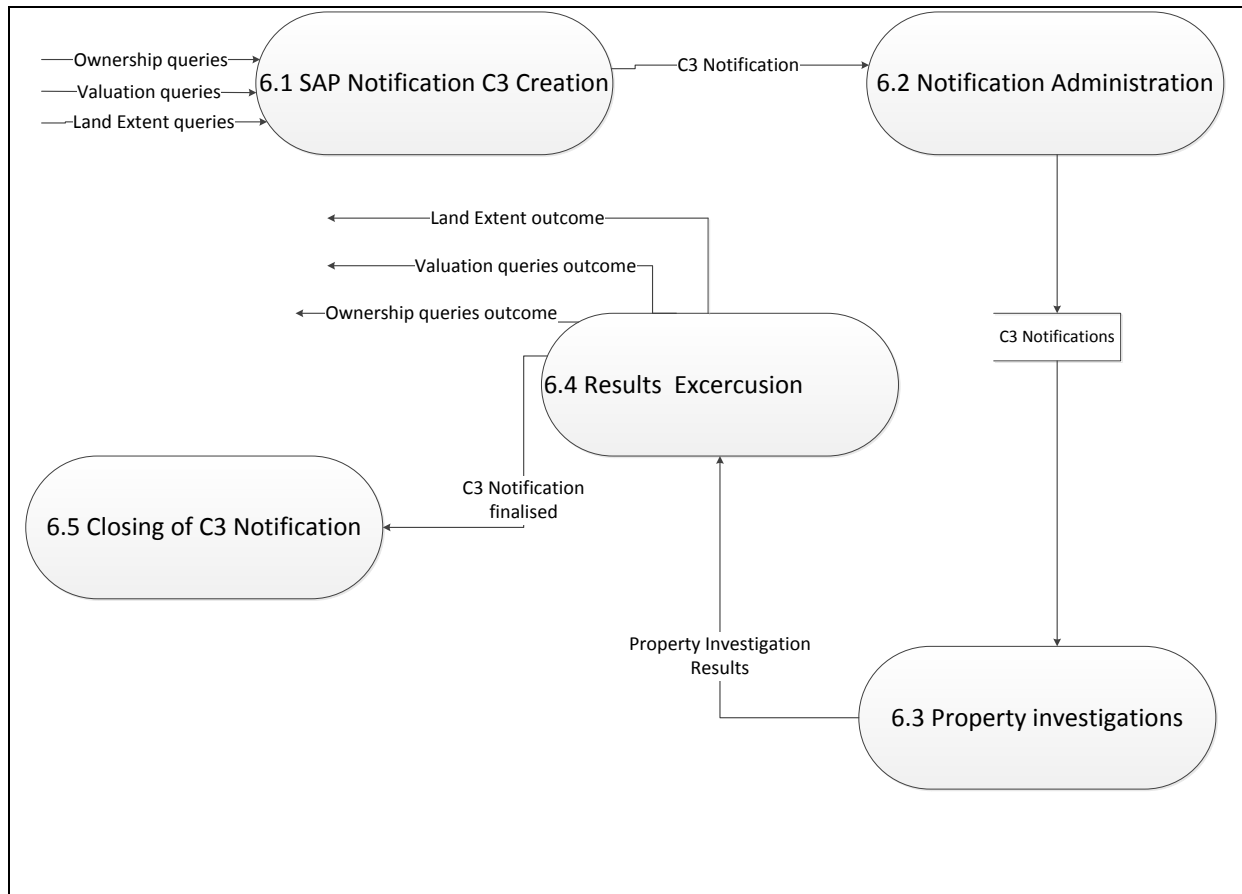 Ownership queries
Valuation queries
Land Extent queries
6.1 SAP Notification C3 Creation
C3 Notification
6.2 Notification Administration
Land Extent outcome
Valuation queries outcome
Ownership queries outcome
C3 Notifications
6.4 Results  Excercusion
C3 Notification
finalised
6.5 Closing of C3 Notification
Property Investigation
Results
6.3 Property investigations